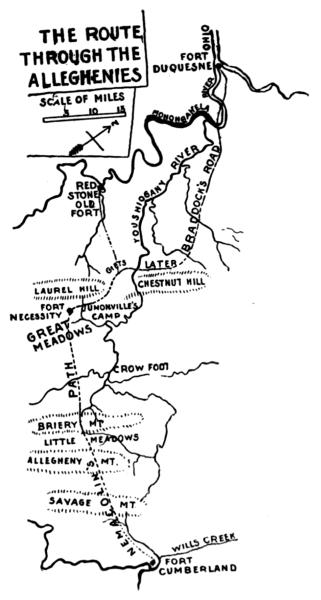 THE ROUTE
THROUGH THE
ALLEGHENIES
SCALE OF MILES
5 10 15
N
OHIO
FORT
DUQUESNE
RIVER
MONONGAHELA
RED
STONE
OLD
FORT
YOUGHIOGANY RIVER
BRADDOCK'S ROAD
GISTS
LATER
LAUREL HILL
CHESTNUT HILL
FORT
NECESSITY
JUMONVILLE'S
CAMP
GREAT
MEADOWS
PATH
CROW FOOT
BRIERY MT
LITTLE MEADOWS
ALLEGHENY MT.
NEMACOLINS
SAVAGE MT.
WILLS CREEK
FORT
CUMBERLAND